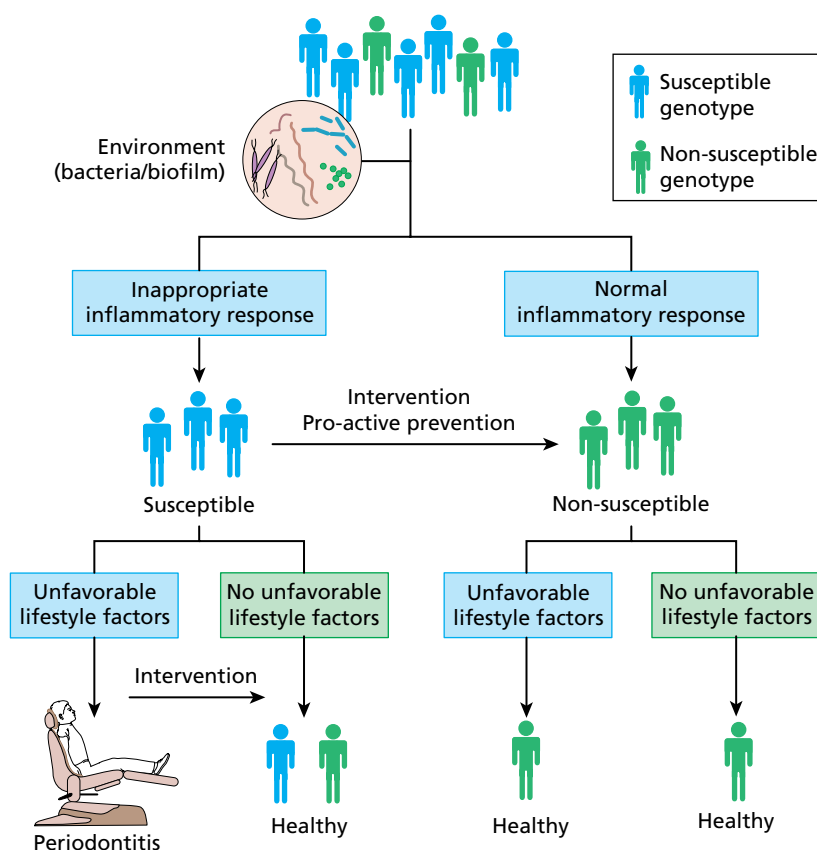 Susceptible
genotype
Non-susceptible
genotype
Environment
(bacteria/biofilm)
Inappropriate
inflammatory response
Normal
inflammatory response
Intervention
Pro-active prevention
Susceptible
Non-susceptible
Unfavorable
lifestyle factors
No unfavorable
lifestyle factors
Unfavorable
lifestyle factors
No unfavorable
lifestyle factors
Intervention
Periodontitis
Healthy
Healthy
Healthy